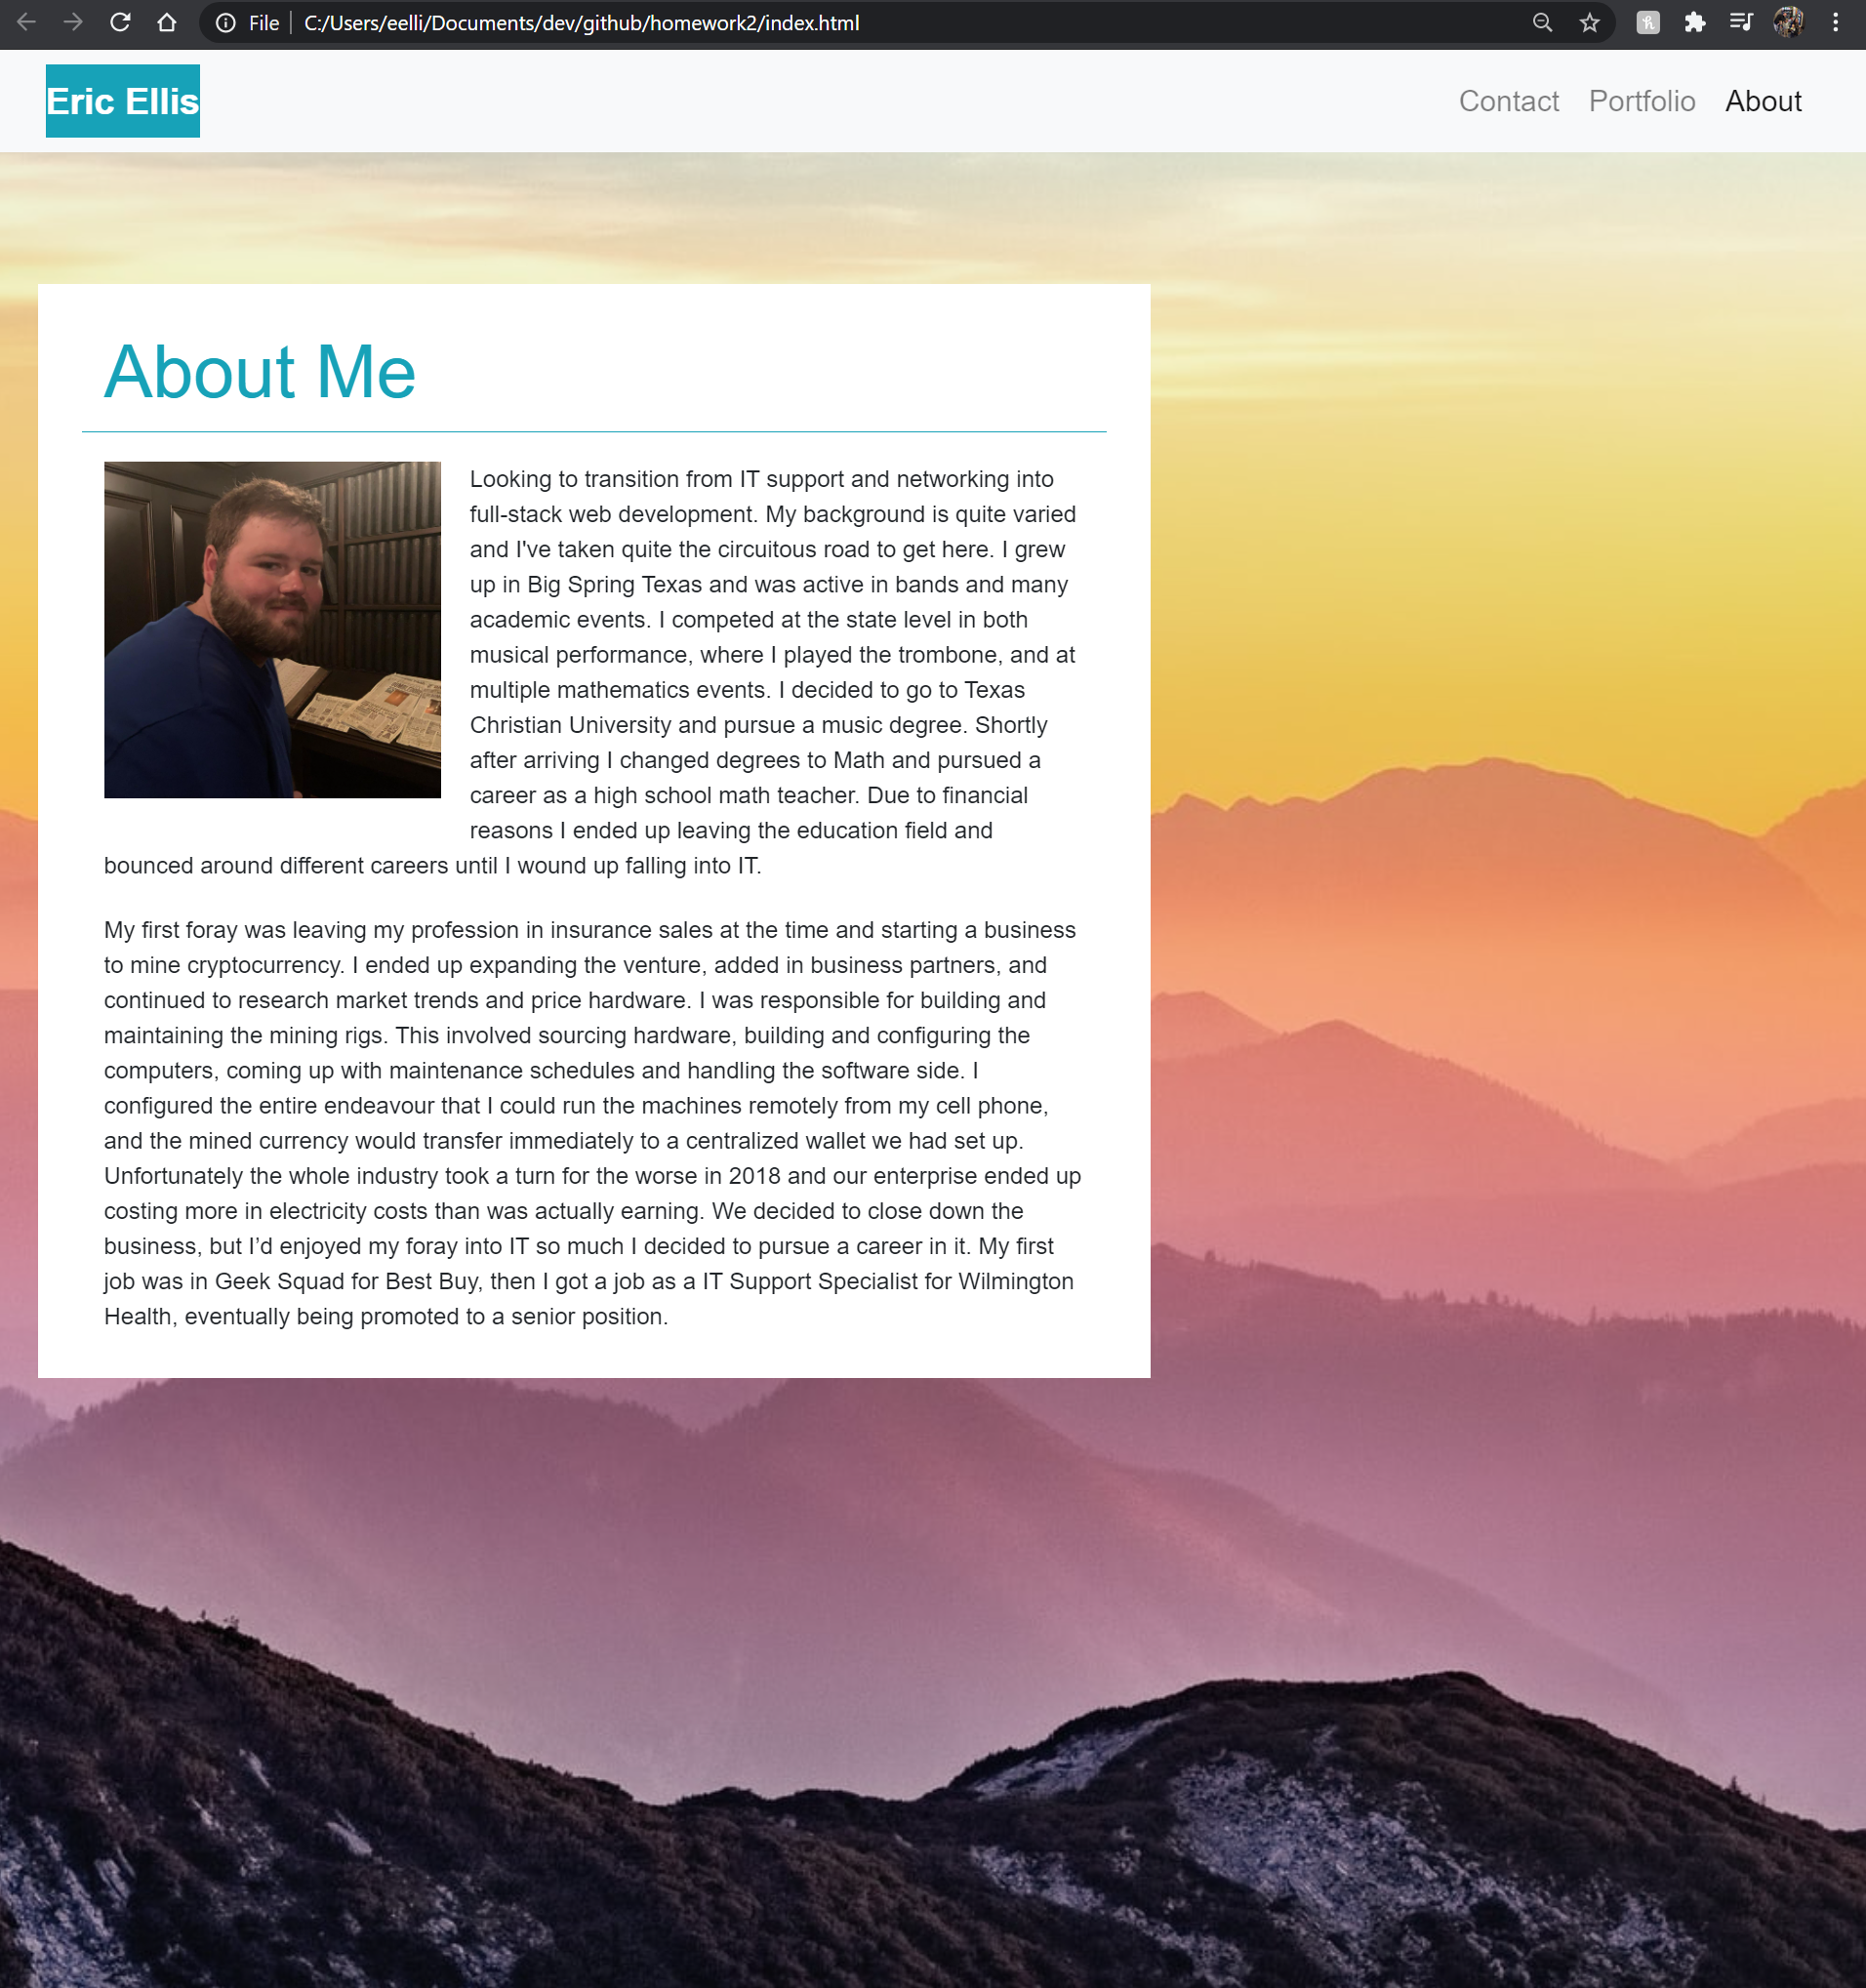 File C:/Users/eelli/Documents/dev/github/homework2/index.html
Eric Ellis
Contact Portfolio About
About Me
Looking to transition from IT support and networking into
full-stack web development. My background is quite varied
and I've taken quite the circuitous road to get here. I grew
up in Big Spring Texas and was active in bands and many
academic events. I competed at the state level in both
musical performance, where I played the trombone, and at
multiple mathematics events. I decided to go to Texas
Christian University and pursue a music degree. Shortly
after arriving I changed degrees to Math and pursued a
career as a high school math teacher. Due to financial
reasons I ended up leaving the education field and
bounced around different careers until I wound up falling into IT.
My first foray was leaving my profession in insurance sales at the time and starting a business
to mine cryptocurrency. I ended up expanding the venture, added in business partners, and
continued to research market trends and price hardware. I was responsible for building and
maintaining the mining rigs. This involved sourcing hardware, building and configuring the
computers, coming up with maintenance schedules and handling the software side. I
configured the entire endeavour that I could run the machines remotely from my cell phone,
and the mined currency would transfer immediately to a centralized wallet we had set up.
Unfortunately the whole industry took a turn for the worse in 2018 and our enterprise ended up
costing more in electricity costs than was actually earning. We decided to close down the
business, but I’d enjoyed my foray into IT so much I decided to pursue a career in it. My first
job was in Geek Squad for Best Buy, then I got a job as a IT Support Specialist for Wilmington
Health, eventually being promoted to a senior position.